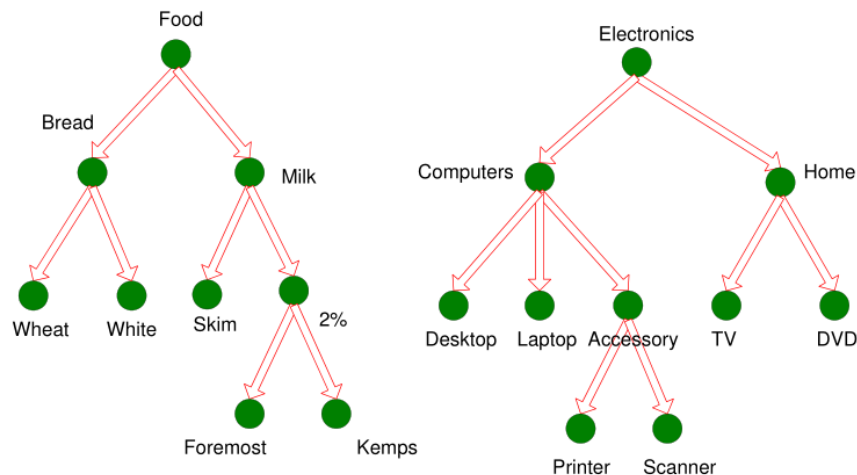 Food
Electronics
Bread
Milk
Computers
Home
Wheat
White
Skim
2%
Desktop
Laptop
Accessory
TV
DVD
Foremost
Kemps
Printer
Scanner